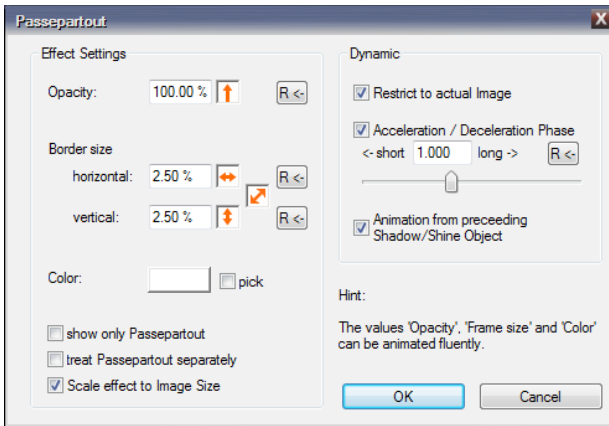 Passepartout
X
Effect Settings
Opacity: 100.00 % R <-
Border size
horizontal: 2.50 % R <-
vertical: 2.50 % R <-
Color: pick
show only Passepartout
treat Passepartout separately
Scale effect to Image Size
Dynamic
Restrict to actual Image
Acceleration / Deceleration Phase
<- short 1.000 long -> R <-
Animation from preceeding
Shadow/Shine Object
Hint:
The values 'Opacity', 'Frame size' and 'Color'
can be animated fluently.
OK Cancel